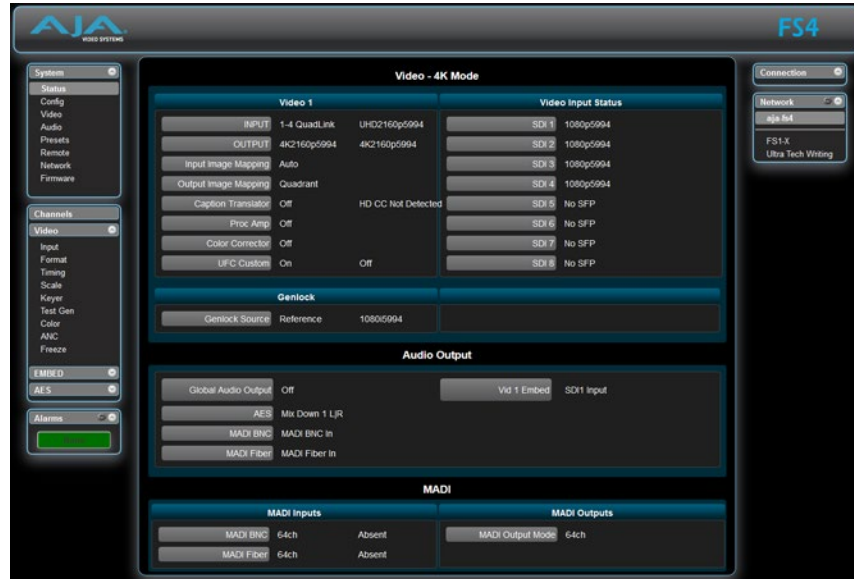 AJA
VIDEO SYSTEMS
FS4
System
Status
Config
Video
Audio
Presets
Remote
Network
Firmware
Channels
Video
Input
Format
Timing
Scale
Keyer
Test Gen
Color
ANC
Freeze
EMBED
AES
Alarms
Video - 4K Mode
Video 1
INPUT 1-4 QuadLink UHD2160p5994
OUTPUT 4K2160p5994 4K2160p5994
Input Image Mapping Auto
Output Image Mapping Quadrant
Caption Translator Off HD CC Not Detected
Proc Amp Off
Color Corrector Off
UFC Custom On Off
Video Input Status
SDI 1 1080p5994
SDI 2 1080p5994
SDI 3 1080p5994
SDI 4 1080p5994
SDI 5 No SFP
SDI 6 No SFP
SDI 7 No SFP
SDI 8 No SFP
Genlock
Genlock Source Reference 1080i5994
Audio Output
Global Audio Output Off
AES Mix Down 1 L|R
MADI BNC MADI BNC In
MADI Fiber MADI Fiber In
Vid 1 Embed SDI1 Input
MADI
MADI Inputs
MADI BNC 64ch Absent
MADI Fiber 64ch Absent
MADI Outputs
MADI Output Mode 64ch
Connection
Network
aja-fs4
FS1-X
Ultra Tech Writing